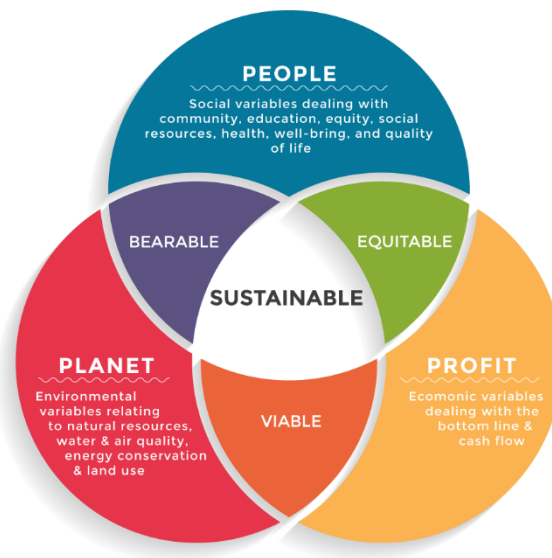 PEOPLE
Social variables dealing with
community, education, equity, social
resources, health, well-bring, and quality
of life
BEARABLE
EQUITABLE
SUSTAINABLE
PLANET
Environmental
variables relating
to natural resources,
water & air quality,
energy conservation
& land use
PROFIT
Ecomonic variables
dealing with the
bottom line &
cash flow
VIABLE